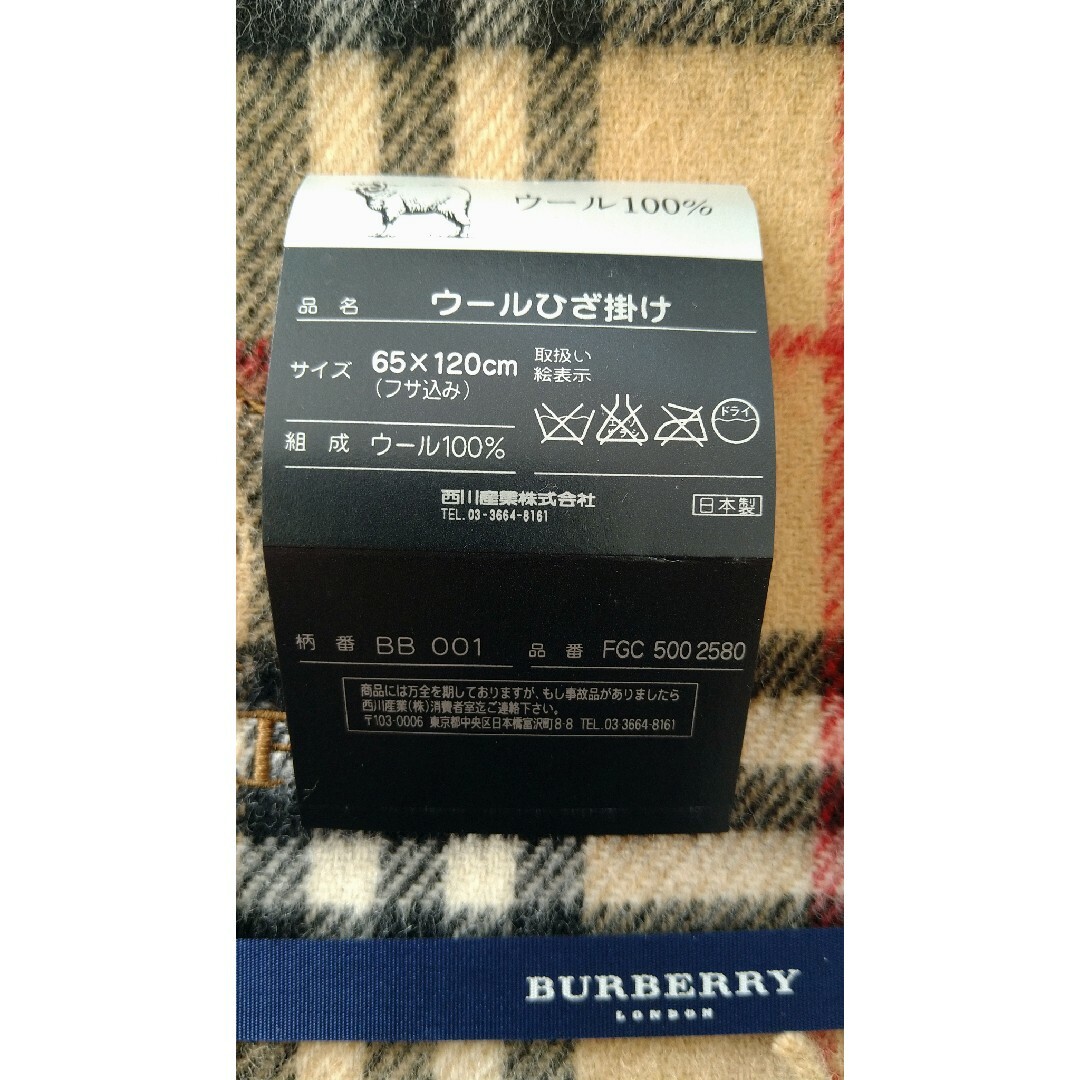 ウール100%
品名 ウールひざ掛け
サイズ 65×120cm
(フサ込み)
取扱い
絵表示
エンソ
サラシ
ドライ
組成 ウール100%
西川産業株式会社
TEL. 03-3664-8161
日本製
柄番 BB 001
品番 FGC 500 2580
商品には万全を期しておりますが、もし事故品がありましたら
西川産業(株)消費者室迄ご連絡下さい。
〒103-0006 東京都中央区日本橋富沢町8-8 TEL. 03-3664-8161
BURBERRY
LONDON